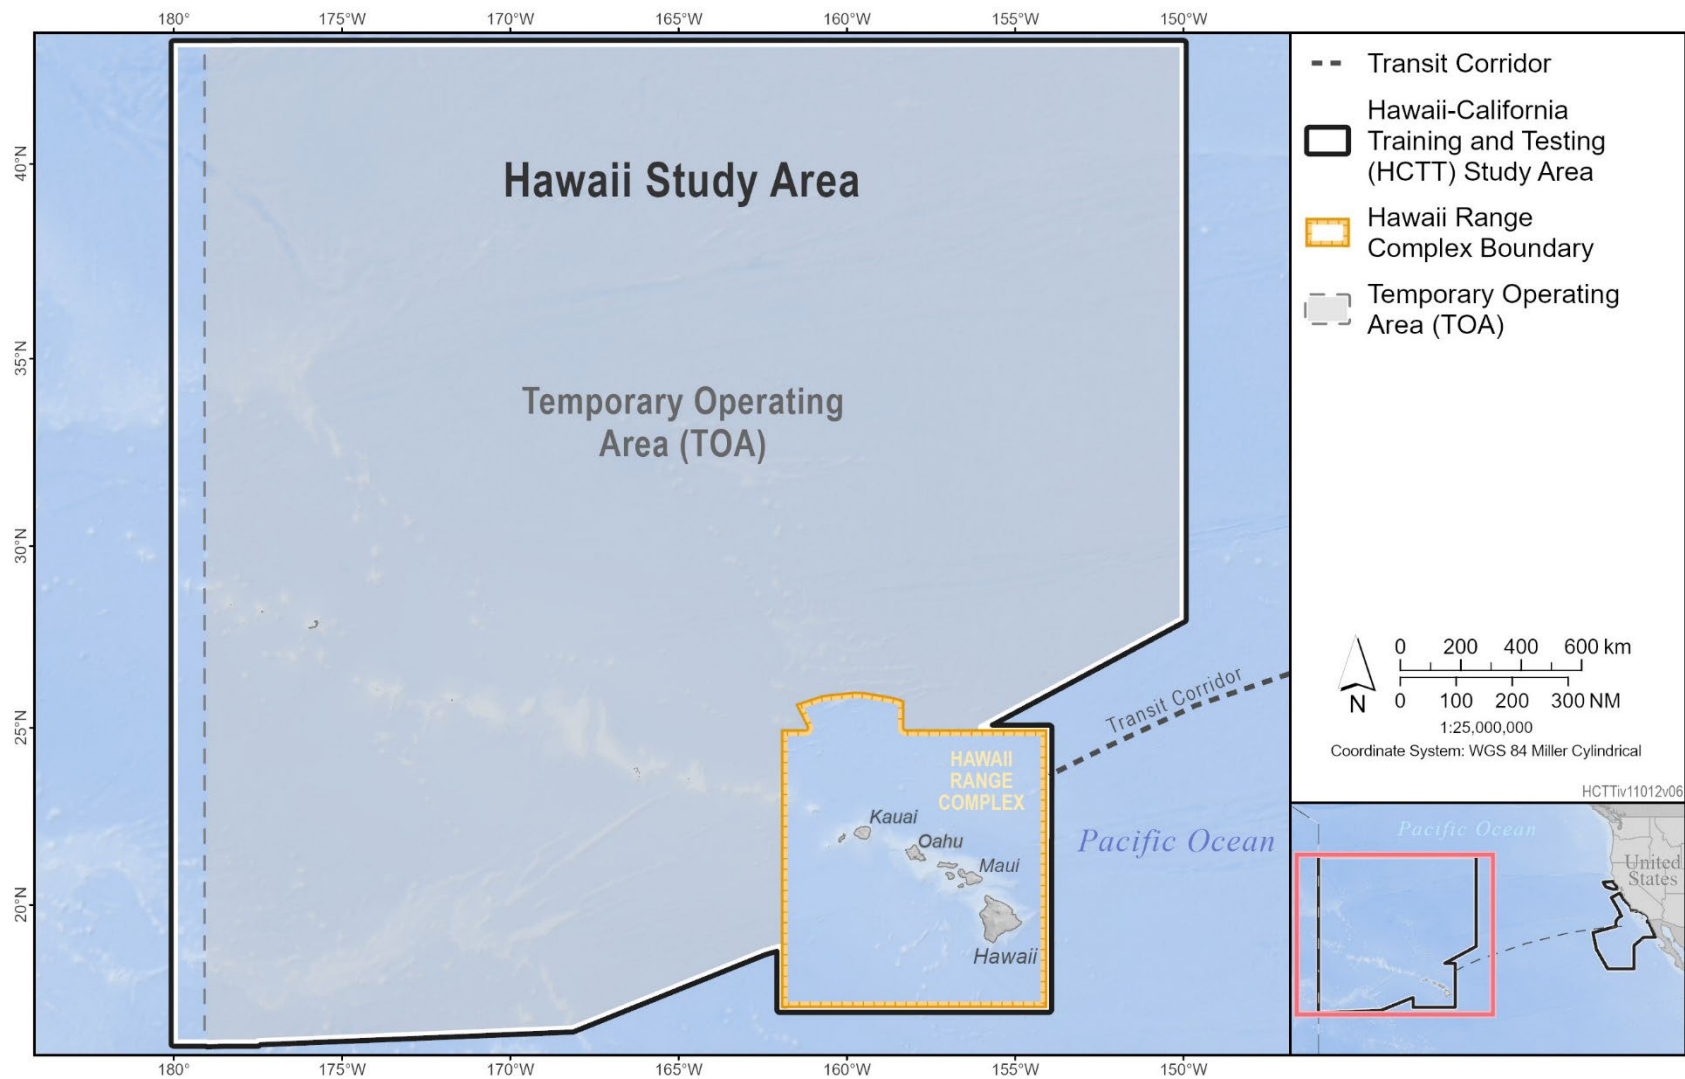 180°
175°W
170°W
165°W
160°W
155°W
150°W
40°N
35°N
30°N
25°N
20°N
Hawaii Study Area
Temporary Operating
Area (TOA)
Transit Corridor
HAWAII
RANGE
COMPLEX
Kauai
Oahu
Maui
Hawaii
Pacific Ocean
180°
175°W
170°W
165°W
160°W
155°W
150°W
Transit Corridor
Hawaii-California
Training and Testing
(HCTT) Study Area
Hawaii Range
Complex Boundary
Temporary Operating
Area (TOA)
0 200 400 600 km
0 100 200 300 NM
N
1:25,000,000
Coordinate System: WGS 84 Miller Cylindrical
HCTTiv11012v06
Pacific Ocean
United
States